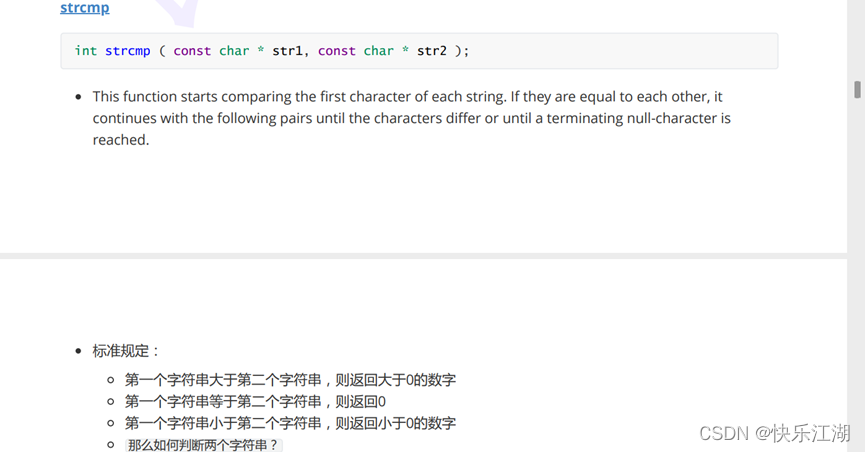 strcmp
int strcmp ( const char * str1, const char * str2 );
This function starts comparing the first character of each string. If they are equal to each other, it
continues with the following pairs until the characters differ or until a terminating null-character is
reached.
标准规定：
第一个字符串大于第二个字符串，则返回大于0的数字
第一个字符串等于第二个字符串，则返回0
第一个字符串小于第二个字符串，则返回小于0的数字
那么如何判断两个字符串？
CSDN @快乐江湖